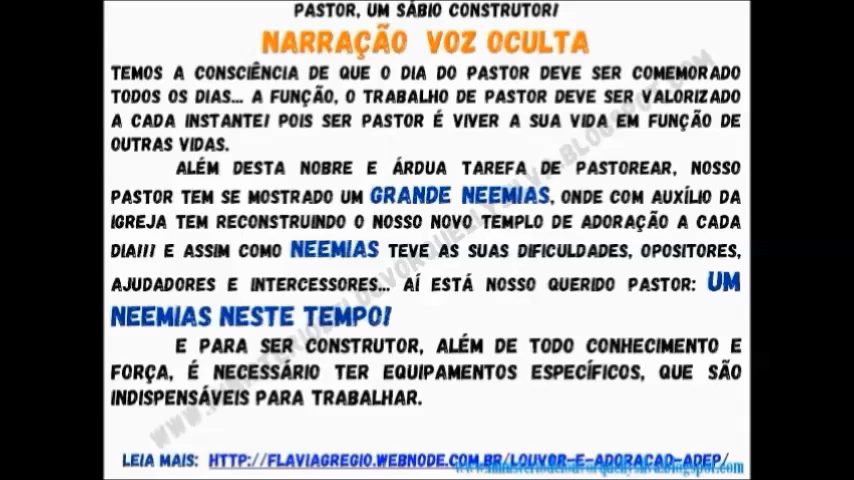 PASTOR, UM SÁBIO CONSTRUTOR!
NARRAÇÃO VOZ OCULTA
TEMOS A CONSCIÊNCIA DE QUE O DIA DO PASTOR DEVE SER COMEMORADO
TODOS OS DIAS... A FUNÇÃO, O TRABALHO DE PASTOR DEVE SER VALORIZADO
A CADA INSTANTE! POIS SER PASTOR É VIVER A SUA VIDA EM FUNÇÃO DE
OUTRAS VIDAS.
ALÉM DESTA NOBRE E ÁRDUA TAREFA DE PASTOREAR, NOSSO
PASTOR TEM SE MOSTRADO UM GRANDE NEEMIAS, ONDE COM AUXÍLIO DA
IGREJA TEM RECONSTRUINDO O NOSSO NOVO TEMPLO DE ADORAÇÃO A CADA
DIA!!! E ASSIM COMO NEEMIAS TEVE AS SUAS DIFICULDADES, OPOSITORES,
AJUDADORES E INTERCESSORES... AÍ ESTÁ NOSSO QUERIDO PASTOR: UM
NEEMIAS NESTE TEMPO!
E PARA SER CONSTRUTOR, ALÉM DE TODO CONHECIMENTO E
FORÇA, É NECESSÁRIO TER EQUIPAMENTOS ESPECÍFICOS, QUE SÃO
INDISPENSÁVEIS PARA TRABALHAR.
LEIA MAIS: HTTP://FLAVIAGREGIO.WEBNODE.COM.BR/LOUVOR-E-ADORACAO-ADEP/